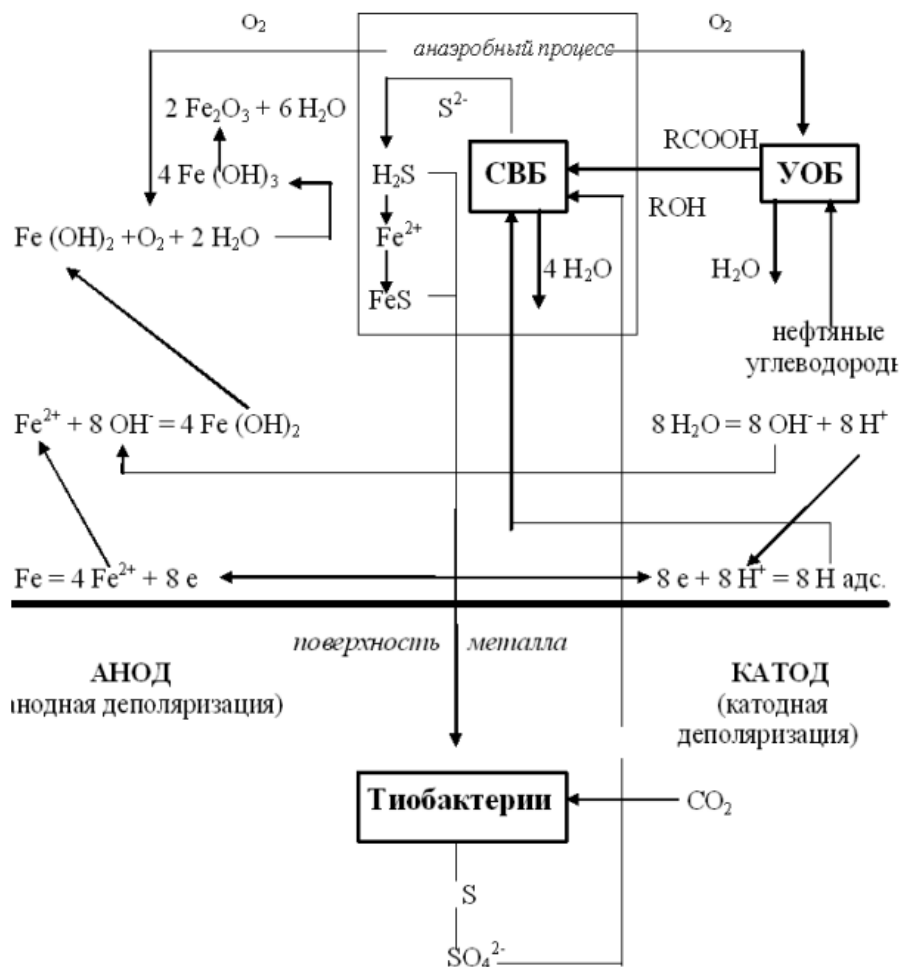 O₂ O₂
анаэробный процесс
S²⁻
2 Fe₂O₃ + 6 H₂O
RCOOH
4 Fe (OH)₃
H₂S
СВБ
УОБ
ROH
Fe (OH)₂ +O₂ + 2 H₂O
Fe²⁺
4 H₂O
H₂O
FeS
нефтяные
углеводороды
Fe²⁺ + 8 OH⁻ = 4 Fe (OH)₂
8 H₂O = 8 OH⁻ + 8 H⁺
Fe = 4 Fe²⁺ + 8 e
8 e + 8 H⁺ = 8 H адс.
поверхность металла
АНОД
анодная деполяризация)
КАТОД
(катодная
деполяризация)
Тиобактерии
CO₂
S
SO₄²⁻